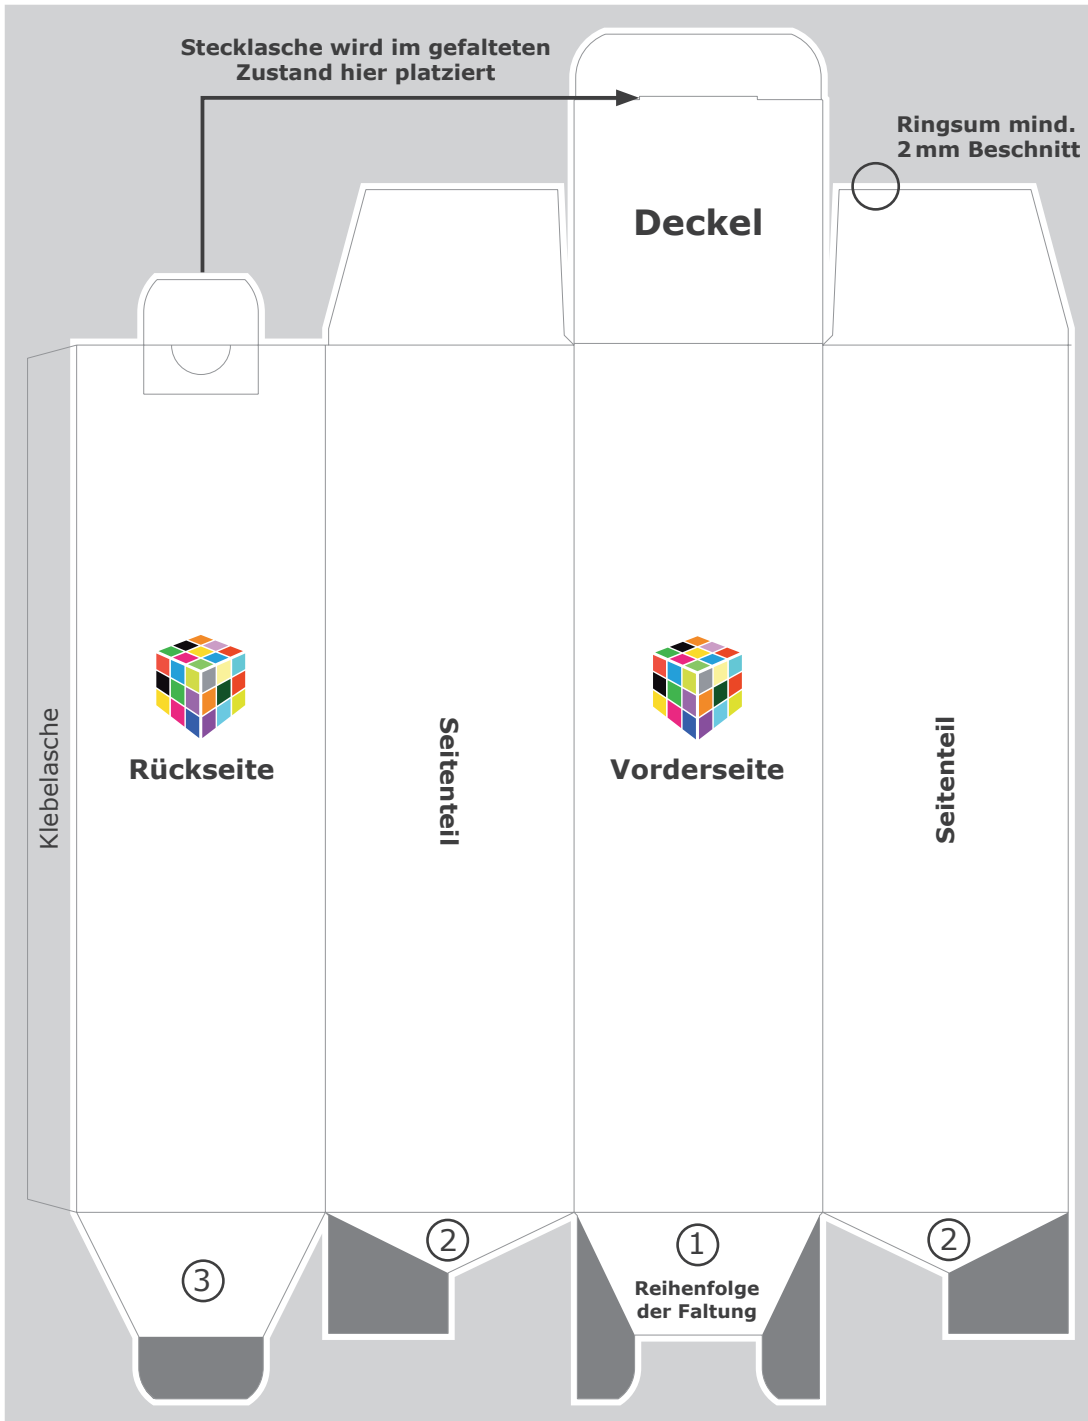 Stecklasche wird im gefalteten
Zustand hier platziert
Ringsum mind.
2 mm Beschnitt
Deckel
Klebelasche
Rückseite
Seitenteil
Vorderseite
Seitenteil
3
2
1
Reihenfolge
der Faltung
2